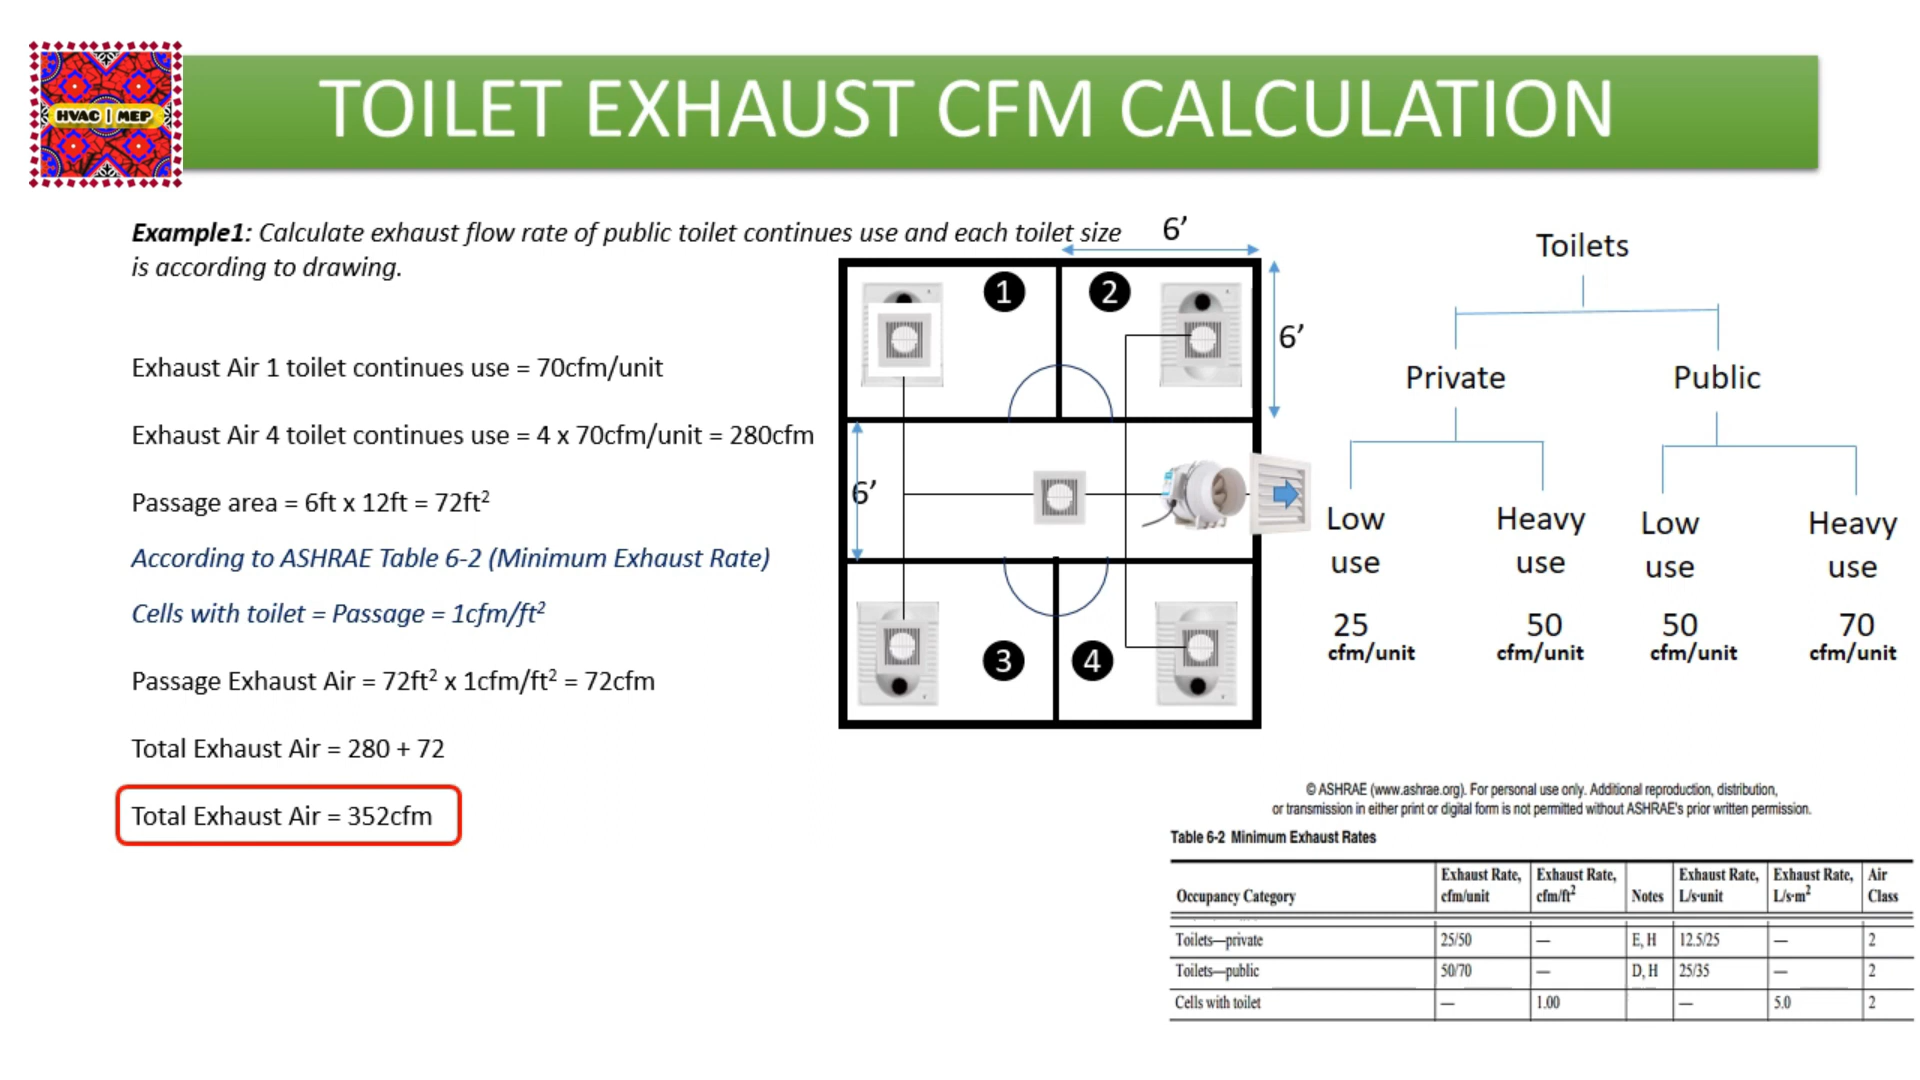 HVAC | MEP
TOILET EXHAUST CFM CALCULATION
Example1: Calculate exhaust flow rate of public toilet continues use and each toilet size
is according to drawing.
Exhaust Air 1 toilet continues use = 70cfm/unit
Exhaust Air 4 toilet continues use = 4 x 70cfm/unit = 280cfm
Passage area = 6ft x 12ft = 72ft²
According to ASHRAE Table 6-2 (Minimum Exhaust Rate)
Cells with toilet = Passage = 1cfm/ft²
Passage Exhaust Air = 72ft² x 1cfm/ft² = 72cfm
Total Exhaust Air = 280 + 72
Total Exhaust Air = 352cfm
6’
1
2
6’
6’
3
4
Toilets
Private
Public
Low use
Heavy use
Low use
Heavy use
25 cfm/unit
50 cfm/unit
50 cfm/unit
70 cfm/unit
© ASHRAE (www.ashrae.org). For personal use only. Additional reproduction, distribution,
or transmission in either print or digital form is not permitted without ASHRAE's prior written permission.
Table 6-2 Minimum Exhaust Rates
Occupancy Category Exhaust Rate, cfm/unit Exhaust Rate, cfm/ft² Notes Exhaust Rate, L/s·unit Exhaust Rate, L/s·m² Air Class
Toilets—private 25/50 — E, H 12.5/25 — 2
Toilets—public 50/70 — D, H 25/35 — 2
Cells with toilet — 1.00 — 5.0 2